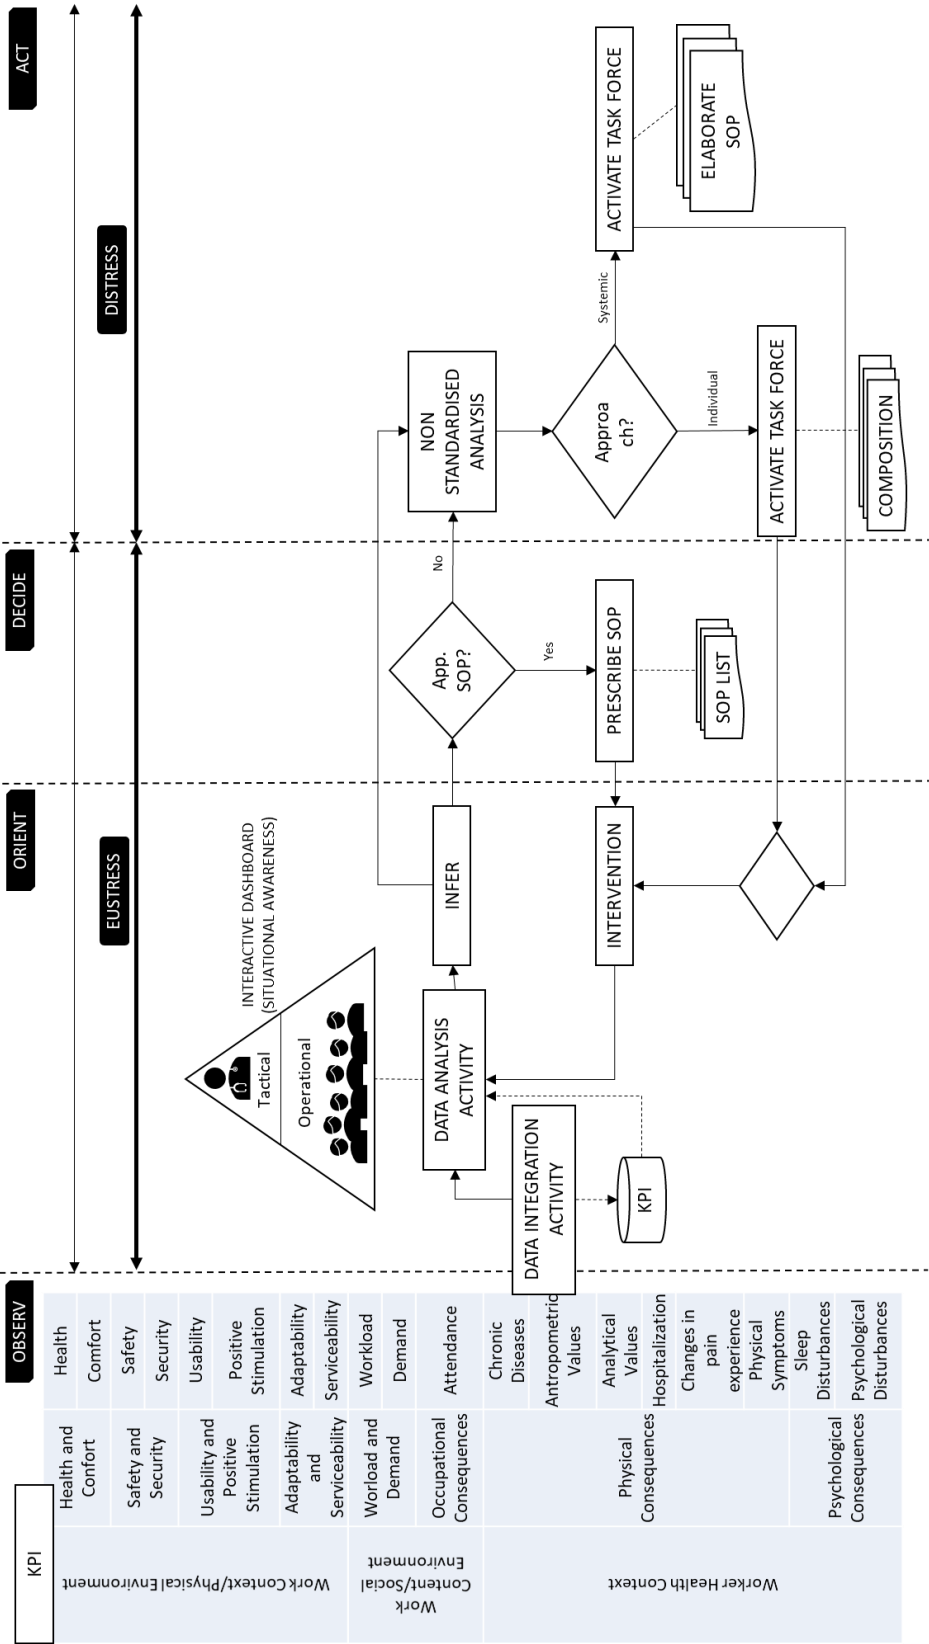 KPI
OBSERV
ORIENT
DECIDE
ACT
EUSTRESS
DISTRESS
Work Context/Physical Environment
Work
Content/Social
Environment
Worker Health Context
Health and
Comfort
Safety and
Security
Usability and
Positive
Stimulation
Adaptability
and
Serviceability
Worload and
Demand
Occupational
Consequences
Physical
Consequences
Psychological
Consequences
Health
Comfort
Safety
Security
Usability
Positive
Stimulation
Adaptability
Serviceability
Workload
Demand
Attendance
Chronic
Diseases
Antropometric
Values
Analytical
Values
Hospitalization
Changes in
pain
experience
Physical
Symptoms
Sleep
Disturbances
Psychological
Disturbances
INTERACTIVE DASHBOARD
(SITUATIONAL AWARENESS)
Tactical
Operational
DATA INTEGRATION
ACTIVITY
KPI
DATA ANALYSIS
ACTIVITY
INFER
INTERVENTION
App.
SOP?
No
Yes
PRESCRIBE SOP
SOP LIST
NON
STANDARDISED
ANALYSIS
Approa
ch?
Systemic
Individual
ACTIVATE TASK FORCE
COMPOSITION
ACTIVATE TASK FORCE
ELABORATE
SOP